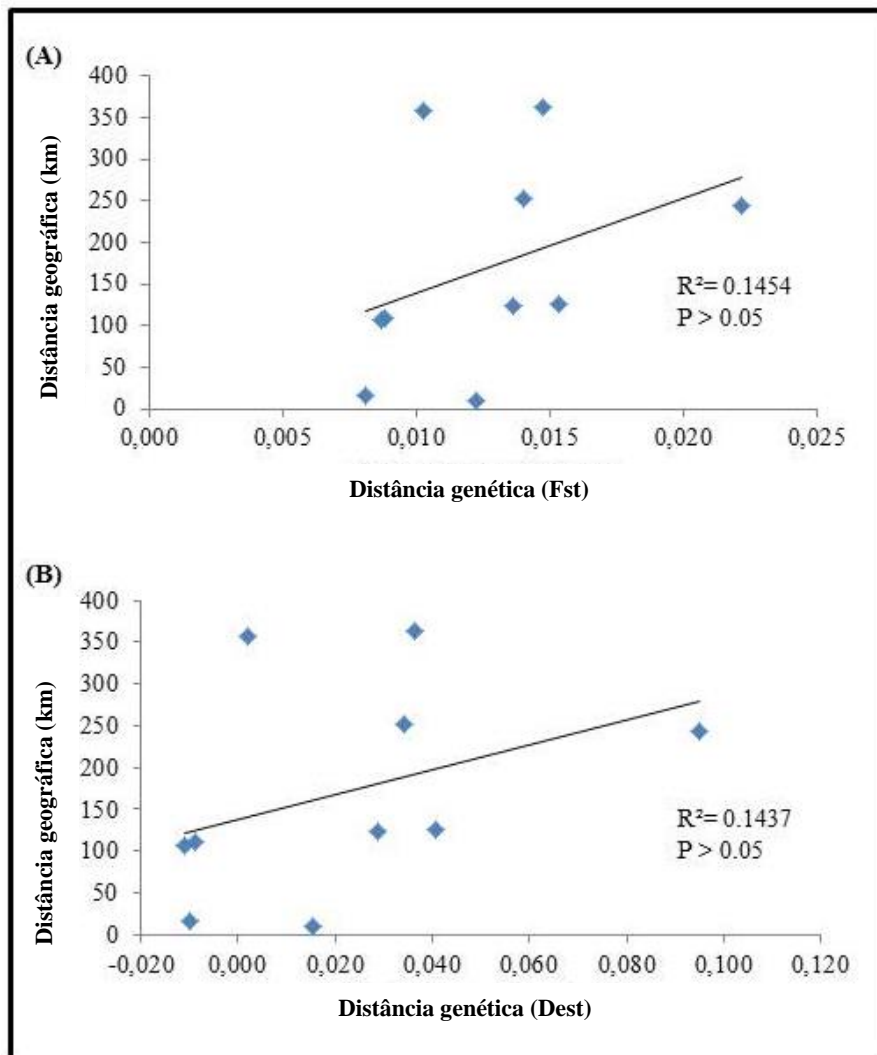 (A)
400
350
300
250
200
150
100
50
0
Distância geográfica (km)
R²= 0.1454
P > 0.05
0,000 0,005 0,010 0,015 0,020 0,025
Distância genética (Fst)
(B)
400
350
300
250
200
150
100
50
0
Distância geográfica (km)
R²= 0.1437
P > 0.05
-0,020 0,000 0,020 0,040 0,060 0,080 0,100 0,120
Distância genética (Dest)